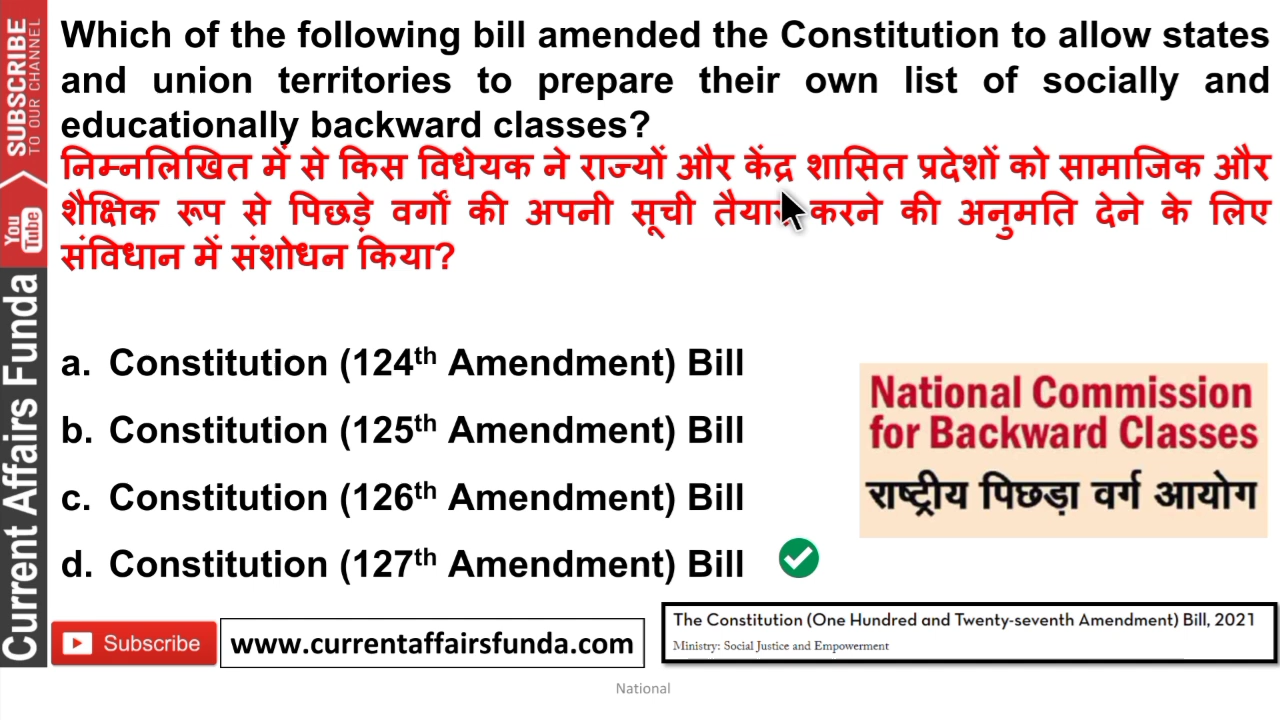 Which of the following bill amended the Constitution to allow states
and union territories to prepare their own list of socially and
educationally backward classes?
निम्नलिखित में से किस विधेयक ने राज्यों और केंद्र शासित प्रदेशों को सामाजिक और
शैक्षिक रूप से पिछड़े वर्गों की अपनी सूची तैयार करने की अनुमति देने के लिए
संविधान में संशोधन किया?
a. Constitution (124th Amendment) Bill
b. Constitution (125th Amendment) Bill
c. Constitution (126th Amendment) Bill
d. Constitution (127th Amendment) Bill
National Commission
for Backward Classes
राष्ट्रीय पिछड़ा वर्ग आयोग
The Constitution (One Hundred and Twenty-seventh Amendment) Bill, 2021
Ministry: Social Justice and Empowerment
Subscribe
www.currentaffairsfunda.com
National
SUBSCRIBE
TO OUR CHANNEL
You
Tube
Current Affairs Funda